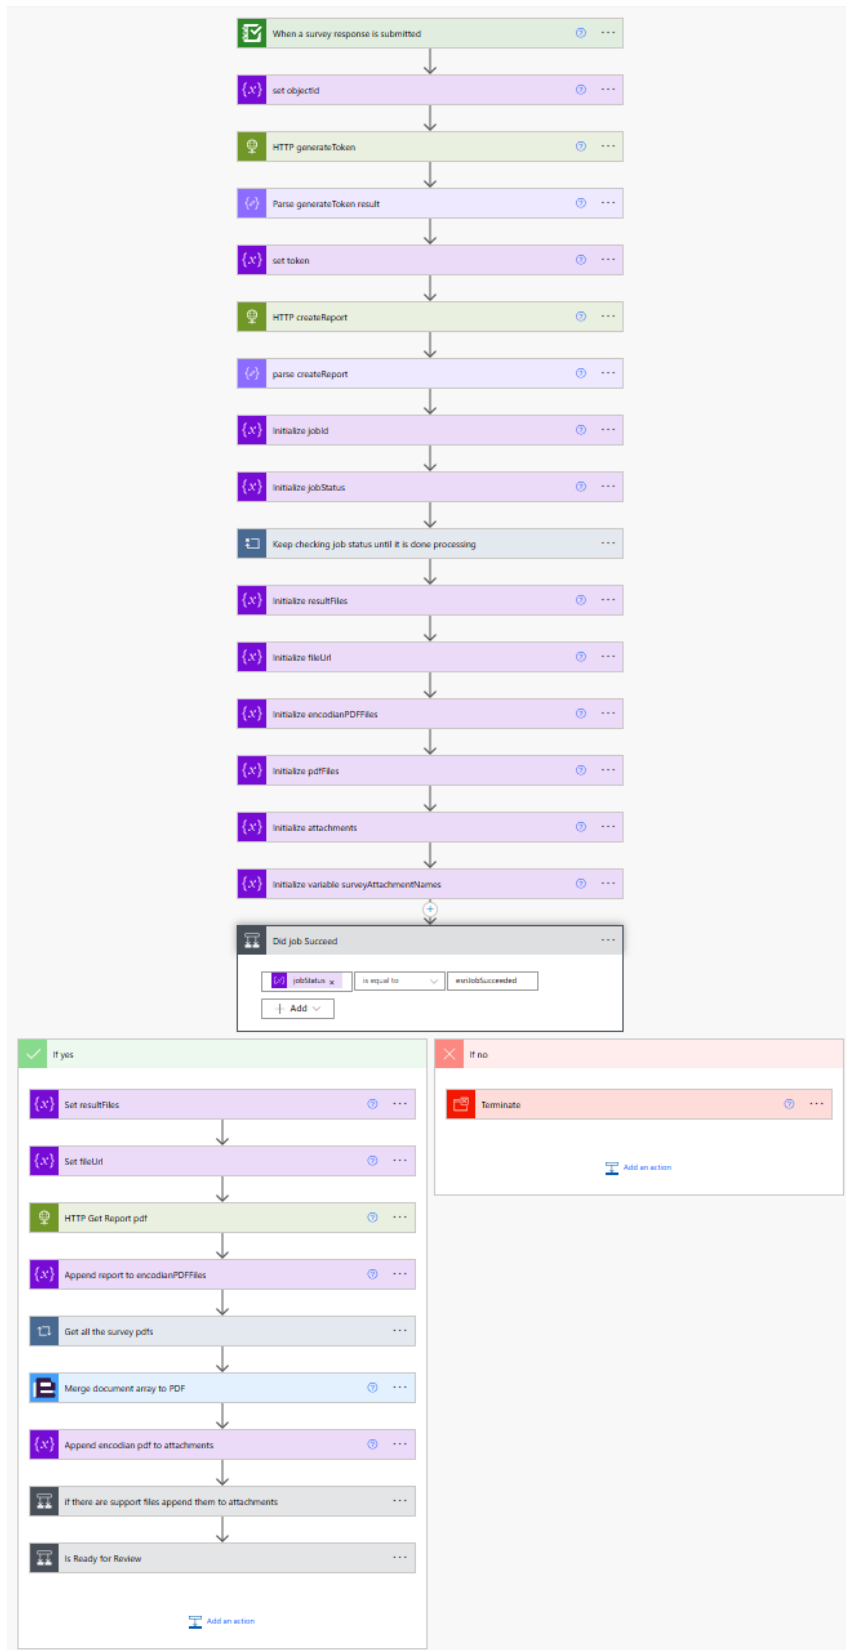 When a survey response is submitted
set objectId
HTTP generateToken
Parse generateToken result
set token
HTTP createReport
parse createReport
Initialize jobId
Initialize jobStatus
Keep checking job status until it is done processing
Initialize resultFiles
Initialize fileUrl
Initialize encodianPDFFiles
Initialize pdfFiles
Initialize attachments
Initialize variable surveyAttachmentNames
Did job Succeed
jobStatus x is equal to esriJobSucceeded
Add
If yes
If no
Set resultFiles
Terminate
Set fileUrl
Add an action
HTTP Get Report pdf
Append report to encodianPDFFiles
Get all the survey pdfs
Merge document array to PDF
Append encodian pdf to attachments
if there are support files append them to attachments
Is Ready for Review
Add an action